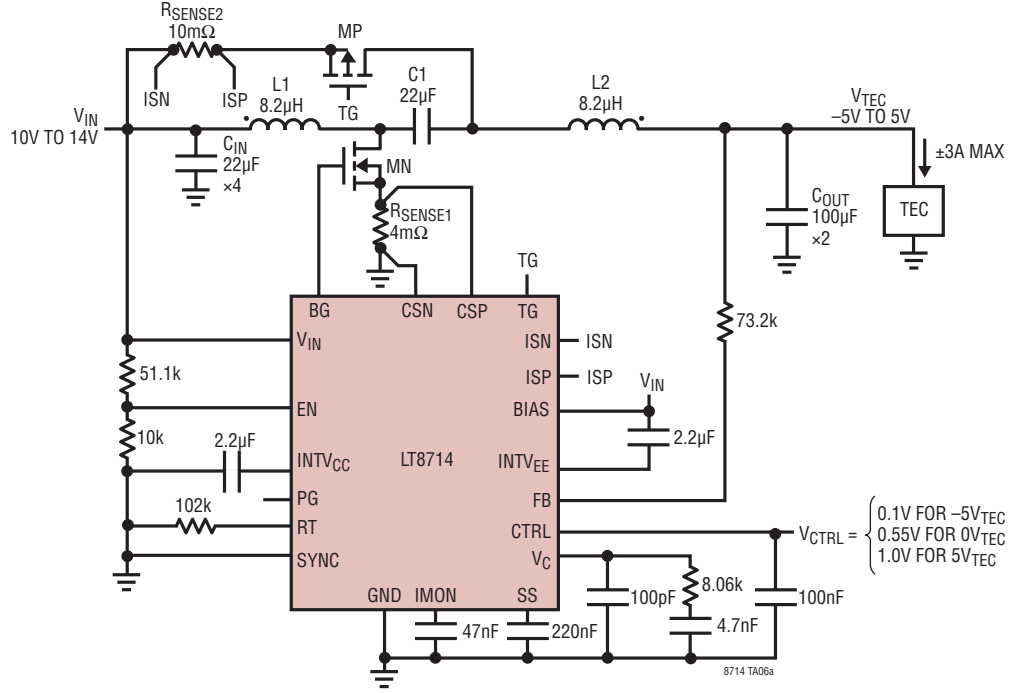 RSENSE2
10mΩ
MP
ISN
ISP
TG
C1
22µF
L1
8.2µH
L2
8.2µH
VIN
10V TO 14V
VTEC
–5V TO 5V
±3A MAX
CIN
22µF
×4
MN
RSENSE1
4mΩ
COUT
100µF
×2
TEC
TG
BG
CSN
CSP
TG
VIN
ISN
ISN
73.2k
51.1k
ISP
ISP
VIN
EN
BIAS
10k
2.2µF
2.2µF
INTVCC
LT8714
INTVEE
PG
FB
102k
RT
CTRL
VCTRL =
0.1V FOR –5VTEC
0.55V FOR 0VTEC
1.0V FOR 5VTEC
SYNC
VC
GND
IMON
SS
100pF
8.06k
100nF
47nF
220nF
4.7nF
8714 TA06a